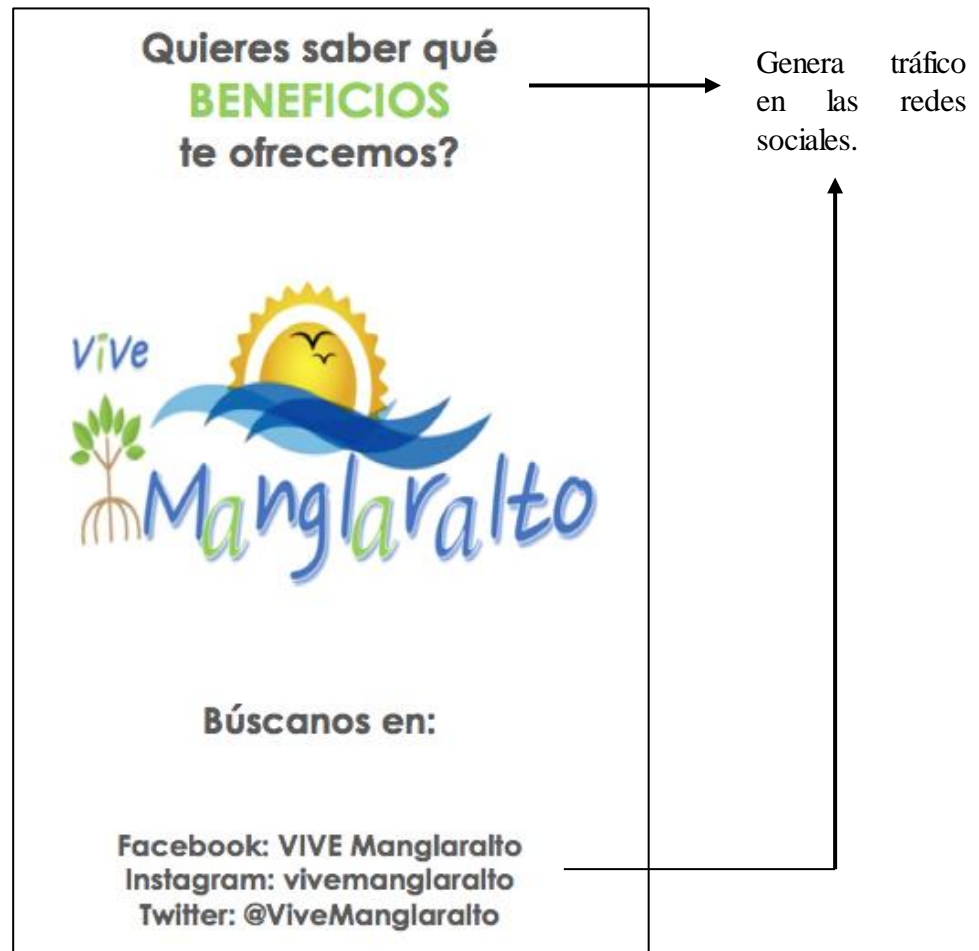 Quieres saber qué
BENEFICIOS
te ofrecemos?
ViVe
Manglaralto
Búscanos en:
Facebook: VIVE Manglaralto
Instagram: vivemanglaralto
Twitter: @ViveManglaralto
Genera tráfico
en las redes
sociales.